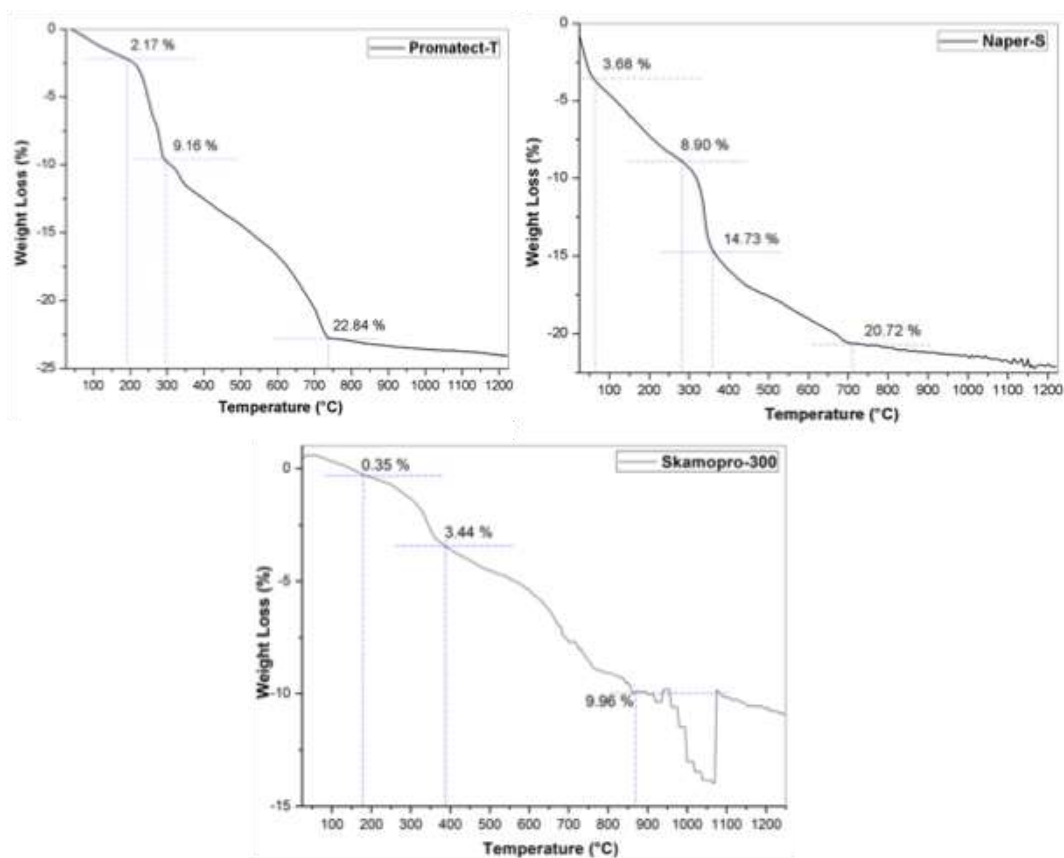 Promatect-T
0
-5
-10
-15
-20
-25
2.17 %
9.16 %
22.84 %
100 200 300 400 500 600 700 800 900 1000 1100 1200
Temperature (°C)
Weight Loss (%)
Naper-S
0
-5
-10
-15
-20
3.68 %
8.90 %
14.73 %
20.72 %
100 200 300 400 500 600 700 800 900 1000 1100 1200
Temperature (°C)
Weight Loss (%)
Skamopro-300
0
-5
-10
-15
0.35 %
3.44 %
9.96 %
100 200 300 400 500 600 700 800 900 1000 1100 1200
Temperature (°C)
Weight Loss (%)